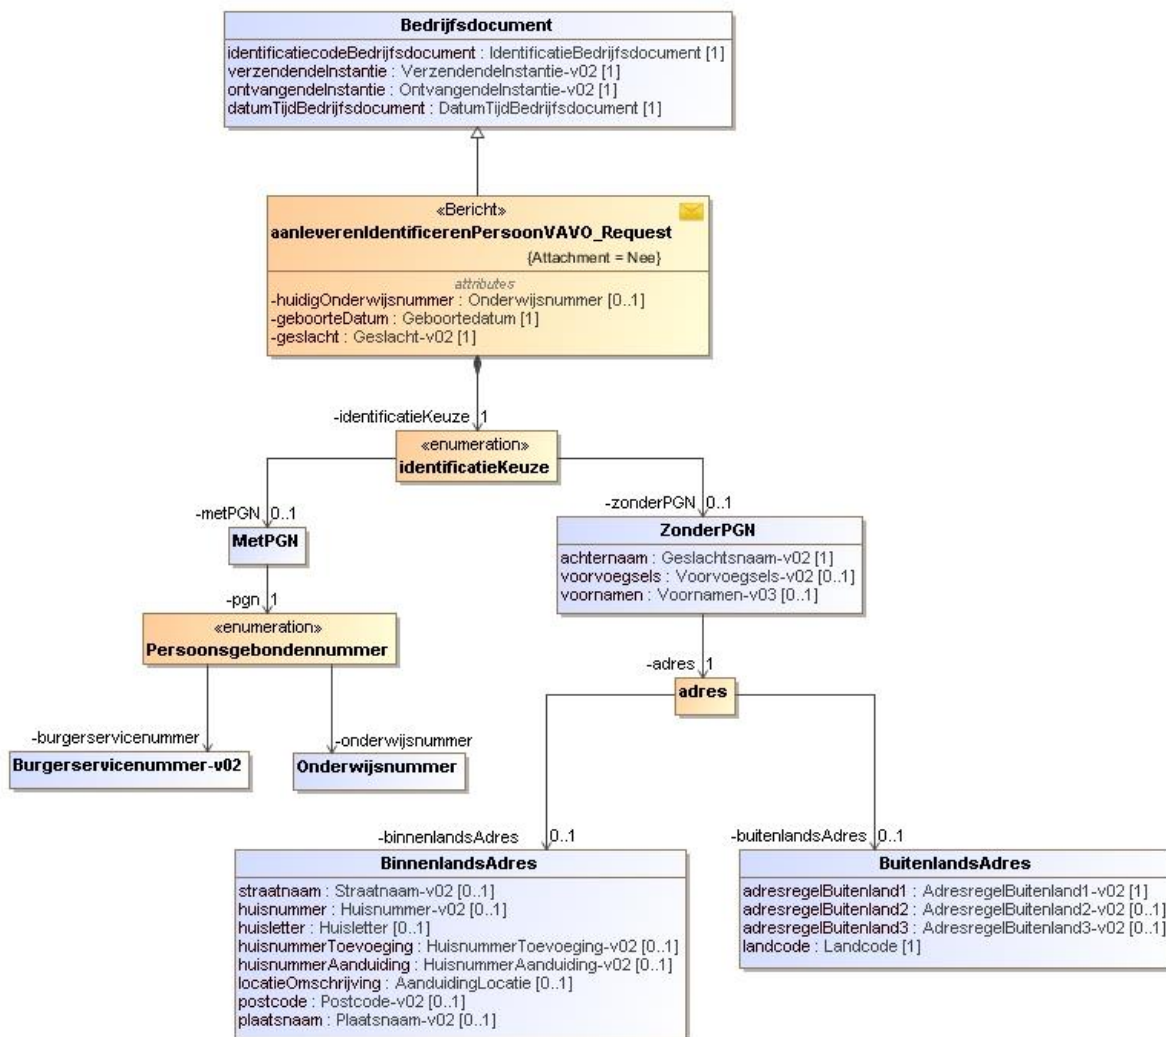 Bedrijfsdocument
identificatiecodeBedrijfsdocument : IdentificatieBedrijfsdocument [1]
verzendendeInstantie : VerzendendeInstantie-v02 [1]
ontvangendeInstantie : OntvangendeInstantie-v02 [1]
datumTijdBedrijfsdocument : DatumTijdBedrijfsdocument [1]
«Bericht»
aanleverenIdentificerenPersoonVAVO_Request
{Attachment = Nee}
attributes
-huidigOnderwijsnummer : Onderwijsnummer [0..1]
-geboorteDatum : Geboortedatum [1]
-geslacht : Geslacht-v02 [1]
-identificatieKeuze 1
«enumeration»
identificatieKeuze
-metPGN 0..1
-zonderPGN 0..1
MetPGN
ZonderPGN
achternaam : Geslachtsnaam-v02 [1]
voorvoegsels : Voorvoegsels-v02 [0..1]
voornamen : Voornamen-v03 [0..1]
-pgn 1
«enumeration»
Persoonsgebondennummer
-adres 1
adres
-burgerservicenummer
-onderwijsnummer
Burgerservicenummer-v02
Onderwijsnummer
-binnenlandsAdres 0..1
-buitenlandsAdres 0..1
BinnenlandsAdres
straatnaam : Straatnaam-v02 [0..1]
huisnummer : Huisnummer-v02 [0..1]
huisletter : Huisletter [0..1]
huisnummerToevoeging : HuisnummerToevoeging-v02 [0..1]
huisnummerAanduiding : HuisnummerAanduiding-v02 [0..1]
locatieOmschrijving : AanduidingLocatie [0..1]
postcode : Postcode-v02 [0..1]
plaatsnaam : Plaatsnaam-v02 [0..1]
BuitenlandsAdres
adresregelBuitenland1 : AdresregelBuitenland1-v02 [1]
adresregelBuitenland2 : AdresregelBuitenland2-v02 [0..1]
adresregelBuitenland3 : AdresregelBuitenland3-v02 [0..1]
landcode : Landcode [1]